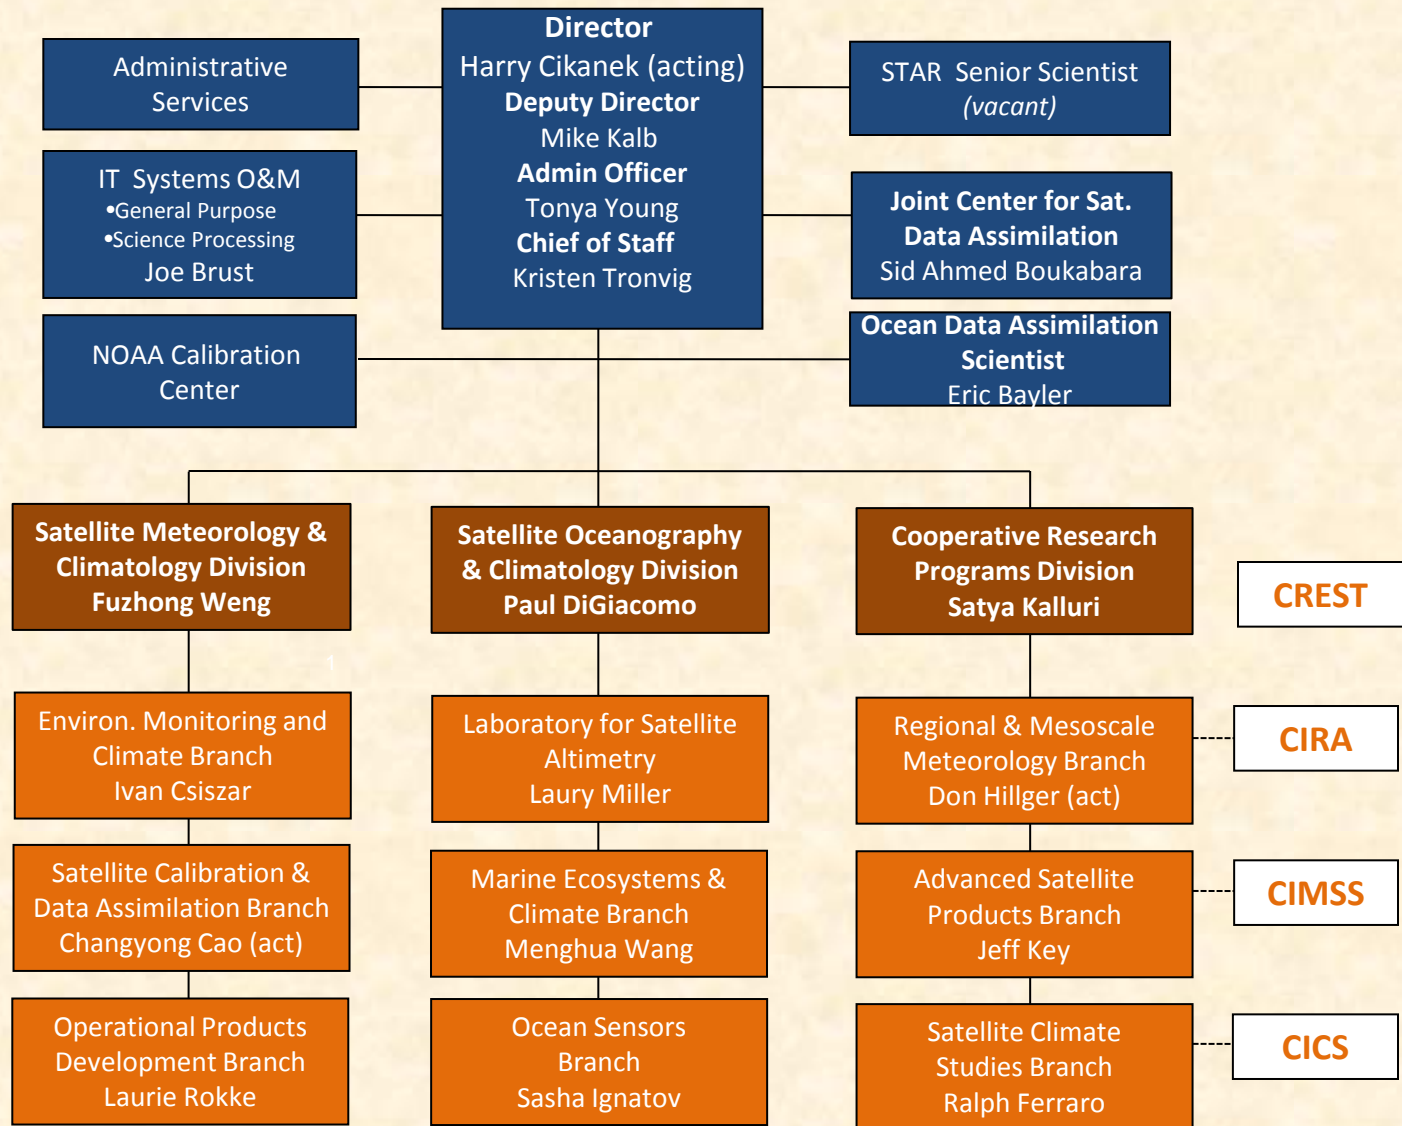 Administrative
Services
IT Systems O&M
•General Purpose
•Science Processing
Joe Brust
NOAA Calibration
Center
Director
Harry Cikanek (acting)
Deputy Director
Mike Kalb
Admin Officer
Tonya Young
Chief of Staff
Kristen Tronvig
STAR Senior Scientist
(vacant)
Joint Center for Sat.
Data Assimilation
Sid Ahmed Boukabara
Ocean Data Assimilation
Scientist
Eric Bayler
Satellite Meteorology &
Climatology Division
Fuzhong Weng
1
Environ. Monitoring and
Climate Branch
Ivan Csiszar
Satellite Calibration &
Data Assimilation Branch
Changyong Cao (act)
Operational Products
Development Branch
Laurie Rokke
Satellite Oceanography
& Climatology Division
Paul DiGiacomo
Laboratory for Satellite
Altimetry
Laury Miller
Marine Ecosystems &
Climate Branch
Menghua Wang
Ocean Sensors
Branch
Sasha Ignatov
Cooperative Research
Programs Division
Satya Kalluri
Regional & Mesoscale
Meteorology Branch
Don Hillger (act)
Advanced Satellite
Products Branch
Jeff Key
Satellite Climate
Studies Branch
Ralph Ferraro
CREST
CIRA
CIMSS
CICS